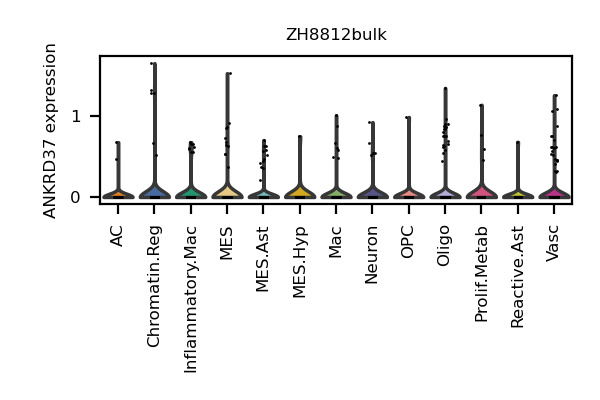 ZH8812bulk
ANKRD37 expression
1
0
AC
Chromatin.Reg
Inflammatory.Mac
MES
MES.Ast
MES.Hyp
Mac
Neuron
OPC
Oligo
Prolif.Metab
Reactive.Ast
Vasc